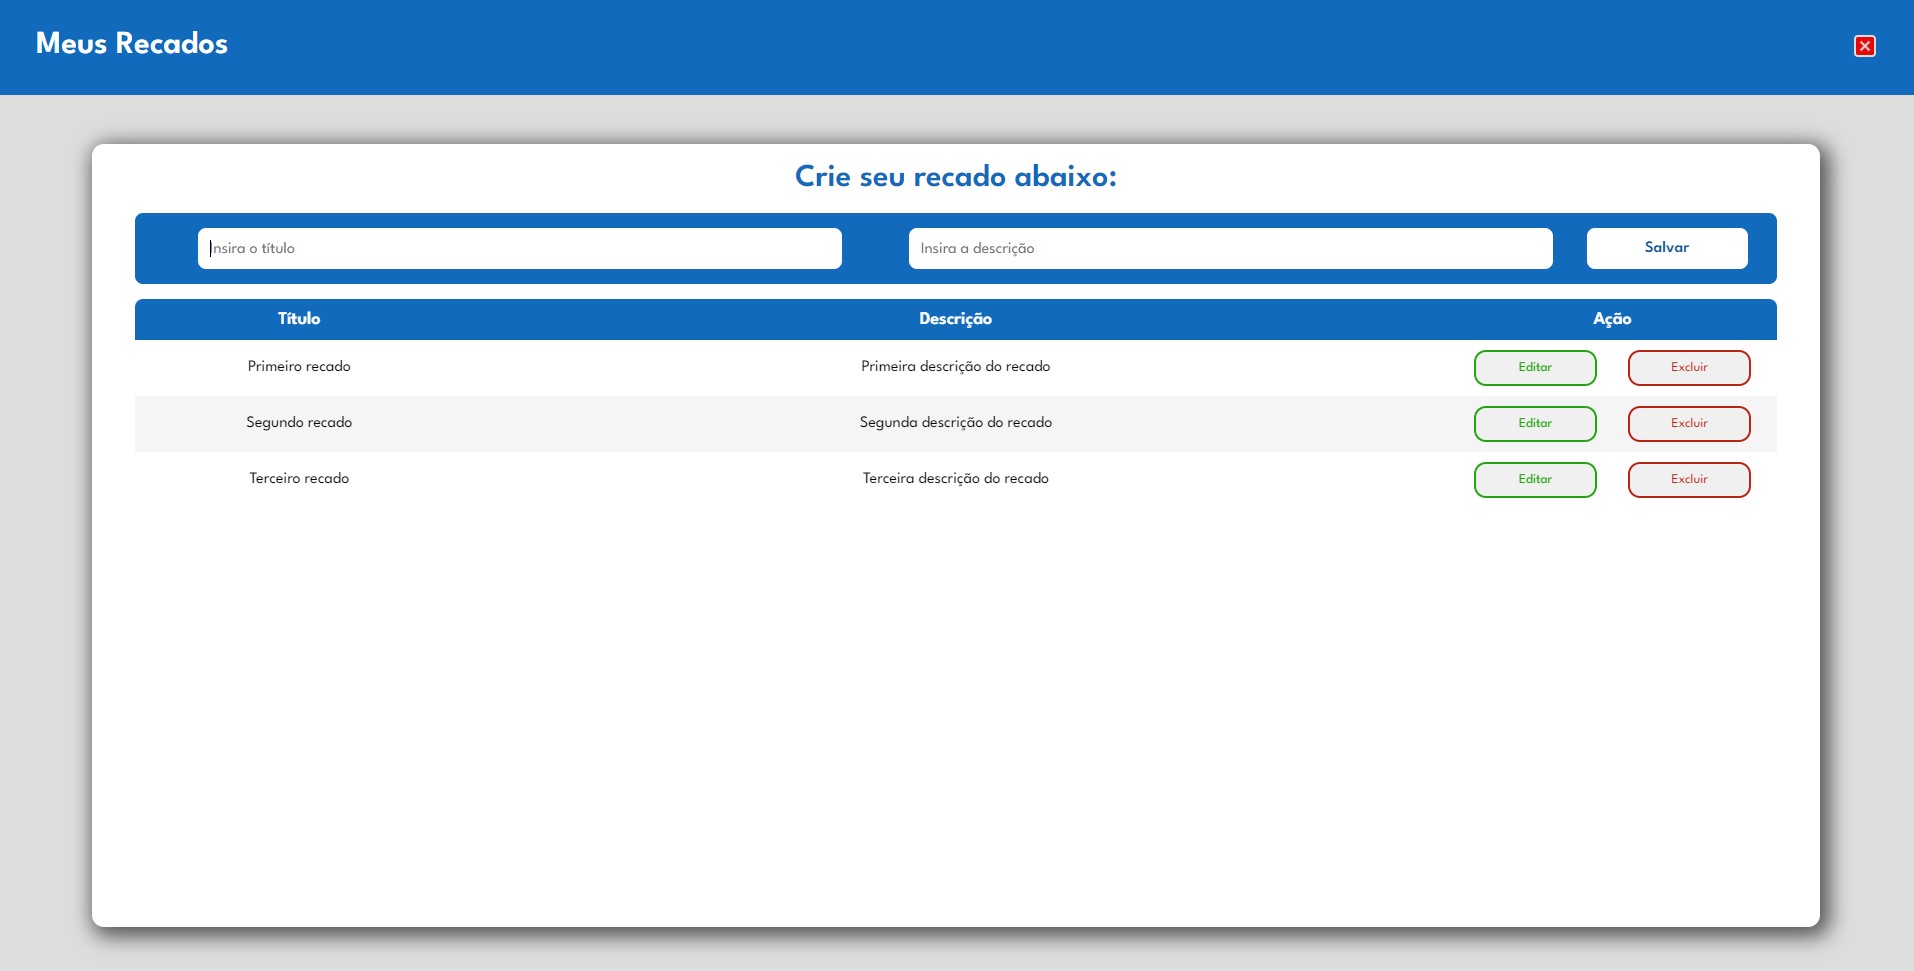 Meus Recados
Crie seu recado abaixo:
Insira o título Insira a descrição Salvar
Título Descrição Ação
Primeiro recado Primeira descrição do recado Editar Excluir
Segundo recado Segunda descrição do recado Editar Excluir
Terceiro recado Terceira descrição do recado Editar Excluir